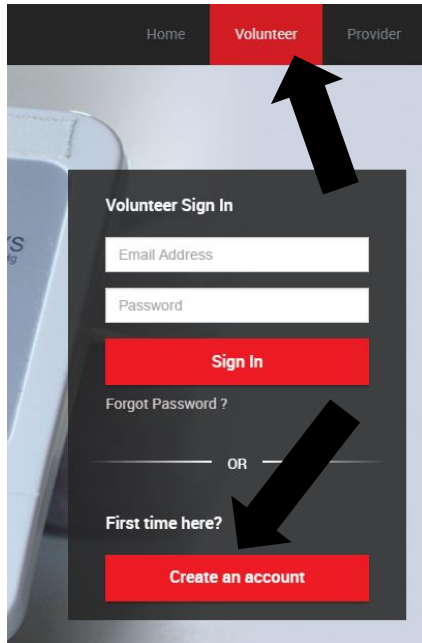 Home Volunteer Provider
Volunteer Sign In
Email Address
Password
Sign In
Forgot Password ?
OR
First time here?
Create an account